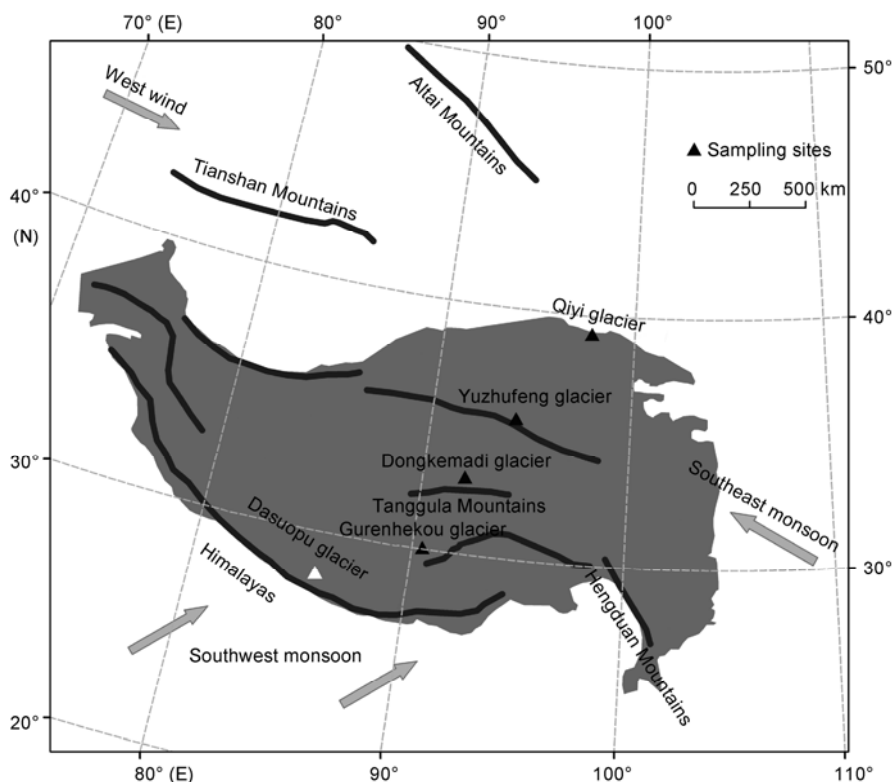 70° (E)
80°
90°
100°
50°
West wind
Altai Mountains
Sampling sites
0 250 500 km
Tianshan Mountains
40°
(N)
Qiyi glacier
40°
Yuzhufeng glacier
Dongkemadi glacier
30°
Tanggula Mountains
Southeast monsoon
Gurenhekou glacier
Dasuopu glacier
Himalayas
30°
Hengduan Mountains
Southwest monsoon
20°
80° (E)
90°
100°
110°